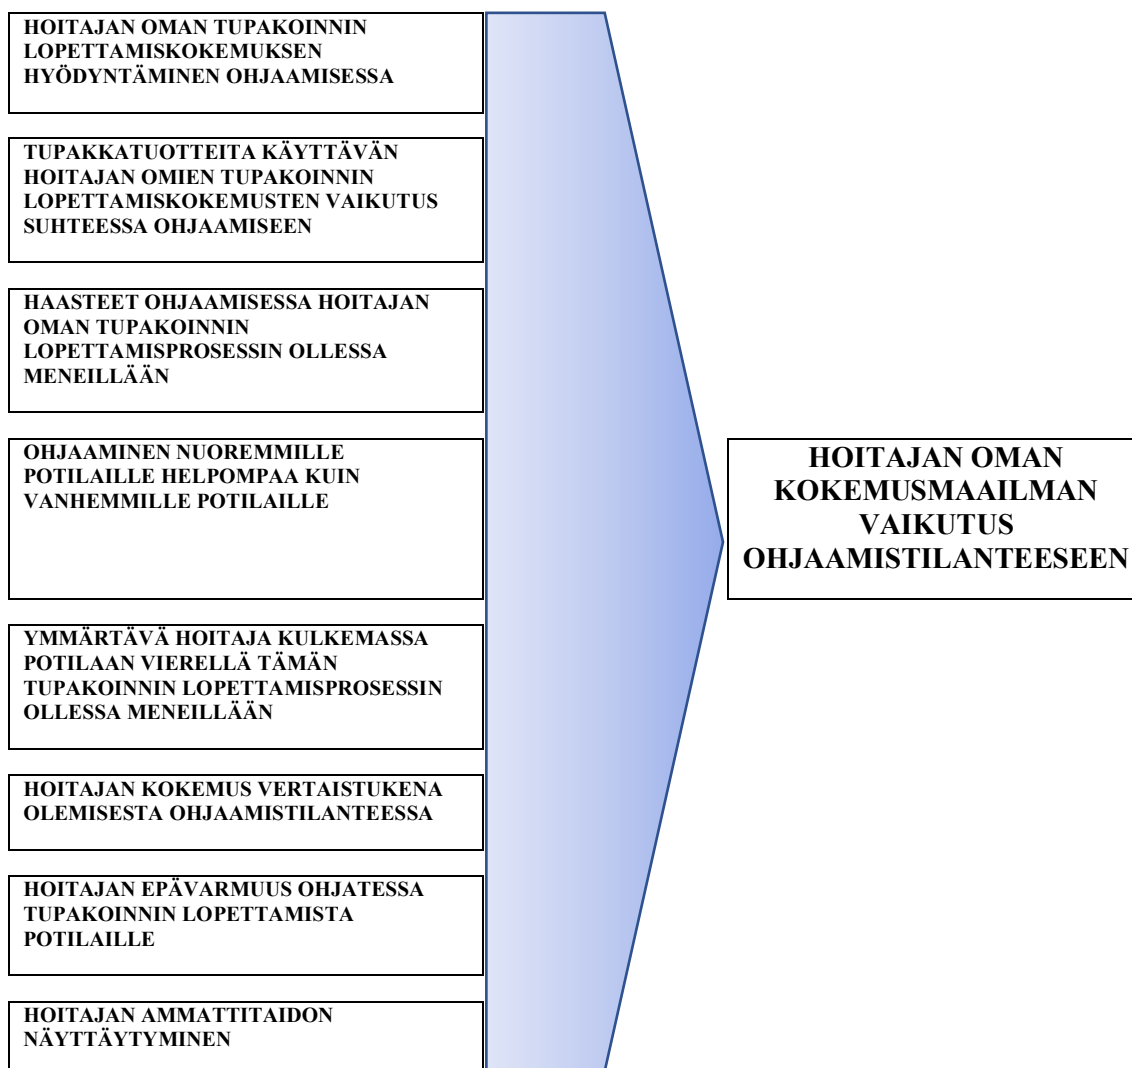 HOITAJAN OMAN TUPAKOINNIN
LOPETTAMISKOKEMUKSEN
HYÖDYNTÄMINEN OHJAAMISESSA
TUPAKKATUOTTEITA KÄYTTÄVÄN
HOITAJAN OMIEN TUPAKOINNIN
LOPETTAMISKOKEMUSTEN VAIKUTUS
SUHTEESSA OHJAAMISEEN
HAASTEET OHJAAMISESSA HOITAJAN
OMAN TUPAKOINNIN
LOPETTAMISPROSESSIN OLLESSA
MENEILLÄÄN
OHJAAMINEN NUOREMMILLE
POTILAILLE HELPOMPAA KUIN
VANHEMMILLE POTILAILLE
YMMÄRTÄVÄ HOITAJA KULKEMASSA
POTILAAN VIERELLÄ TÄMÄN
TUPAKOINNIN LOPETTAMISPROSESSIN
OLLESSA MENEILLÄÄN
HOITAJAN KOKEMUS VERTAISTUKENA
OLEMISESTA OHJAAMISTILANTEESSA
HOITAJAN EPÄVARMUUS OHJATESSA
TUPAKOINNIN LOPETTAMISTA
POTILAILLE
HOITAJAN AMMATTITAIDON
NÄYTTÄYTYMINEN
HOITAJAN OMAN
KOKEMUSMAAILMAN
VAIKUTUS
OHJAAMISTILANTEESEEN